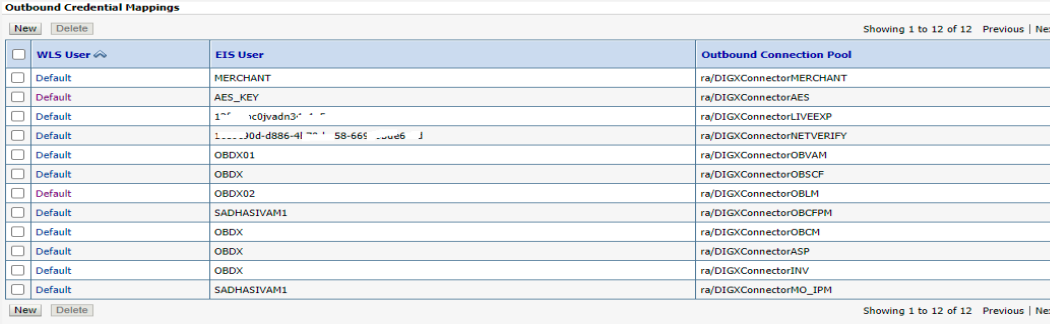 Outbound Credential Mappings
New Delete Showing 1 to 12 of 12 Previous |
WLS User EIS User Outbound Connection Pool
Default MERCHANT ra/DIGXConnectorMERCHANT
Default AES_KEY ra/DIGXConnectorAES
Default ra/DIGXConnectorLIVEEXP
Default ra/DIGXConnectorNETVERIFY
Default OBDX01 ra/DIGXConnectorOBVAM
Default OBDX ra/DIGXConnectorOBSCF
Default OBDX02 ra/DIGXConnectorOBLM
Default SADHASIVAM1 ra/DIGXConnectorOBCFPM
Default OBDX ra/DIGXConnectorOBCM
Default OBDX ra/DIGXConnectorASP
Default OBDX ra/DIGXConnectorINV
Default SADHASIVAM1 ra/DIGXConnectorMO_IPM
New Delete Showing 1 to 12 of 12 Previous |